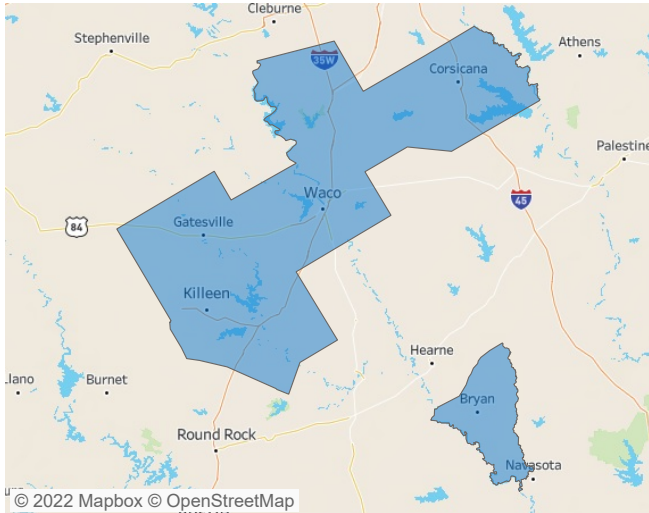 Cleburne
Stephenville
Athens
35W
Corsicana
Palestine
Waco
45
84
Gatesville
Killeen
Hearne
Burnet
Bryan
Round Rock
Navasota
© 2022 Mapbox © OpenStreetMap